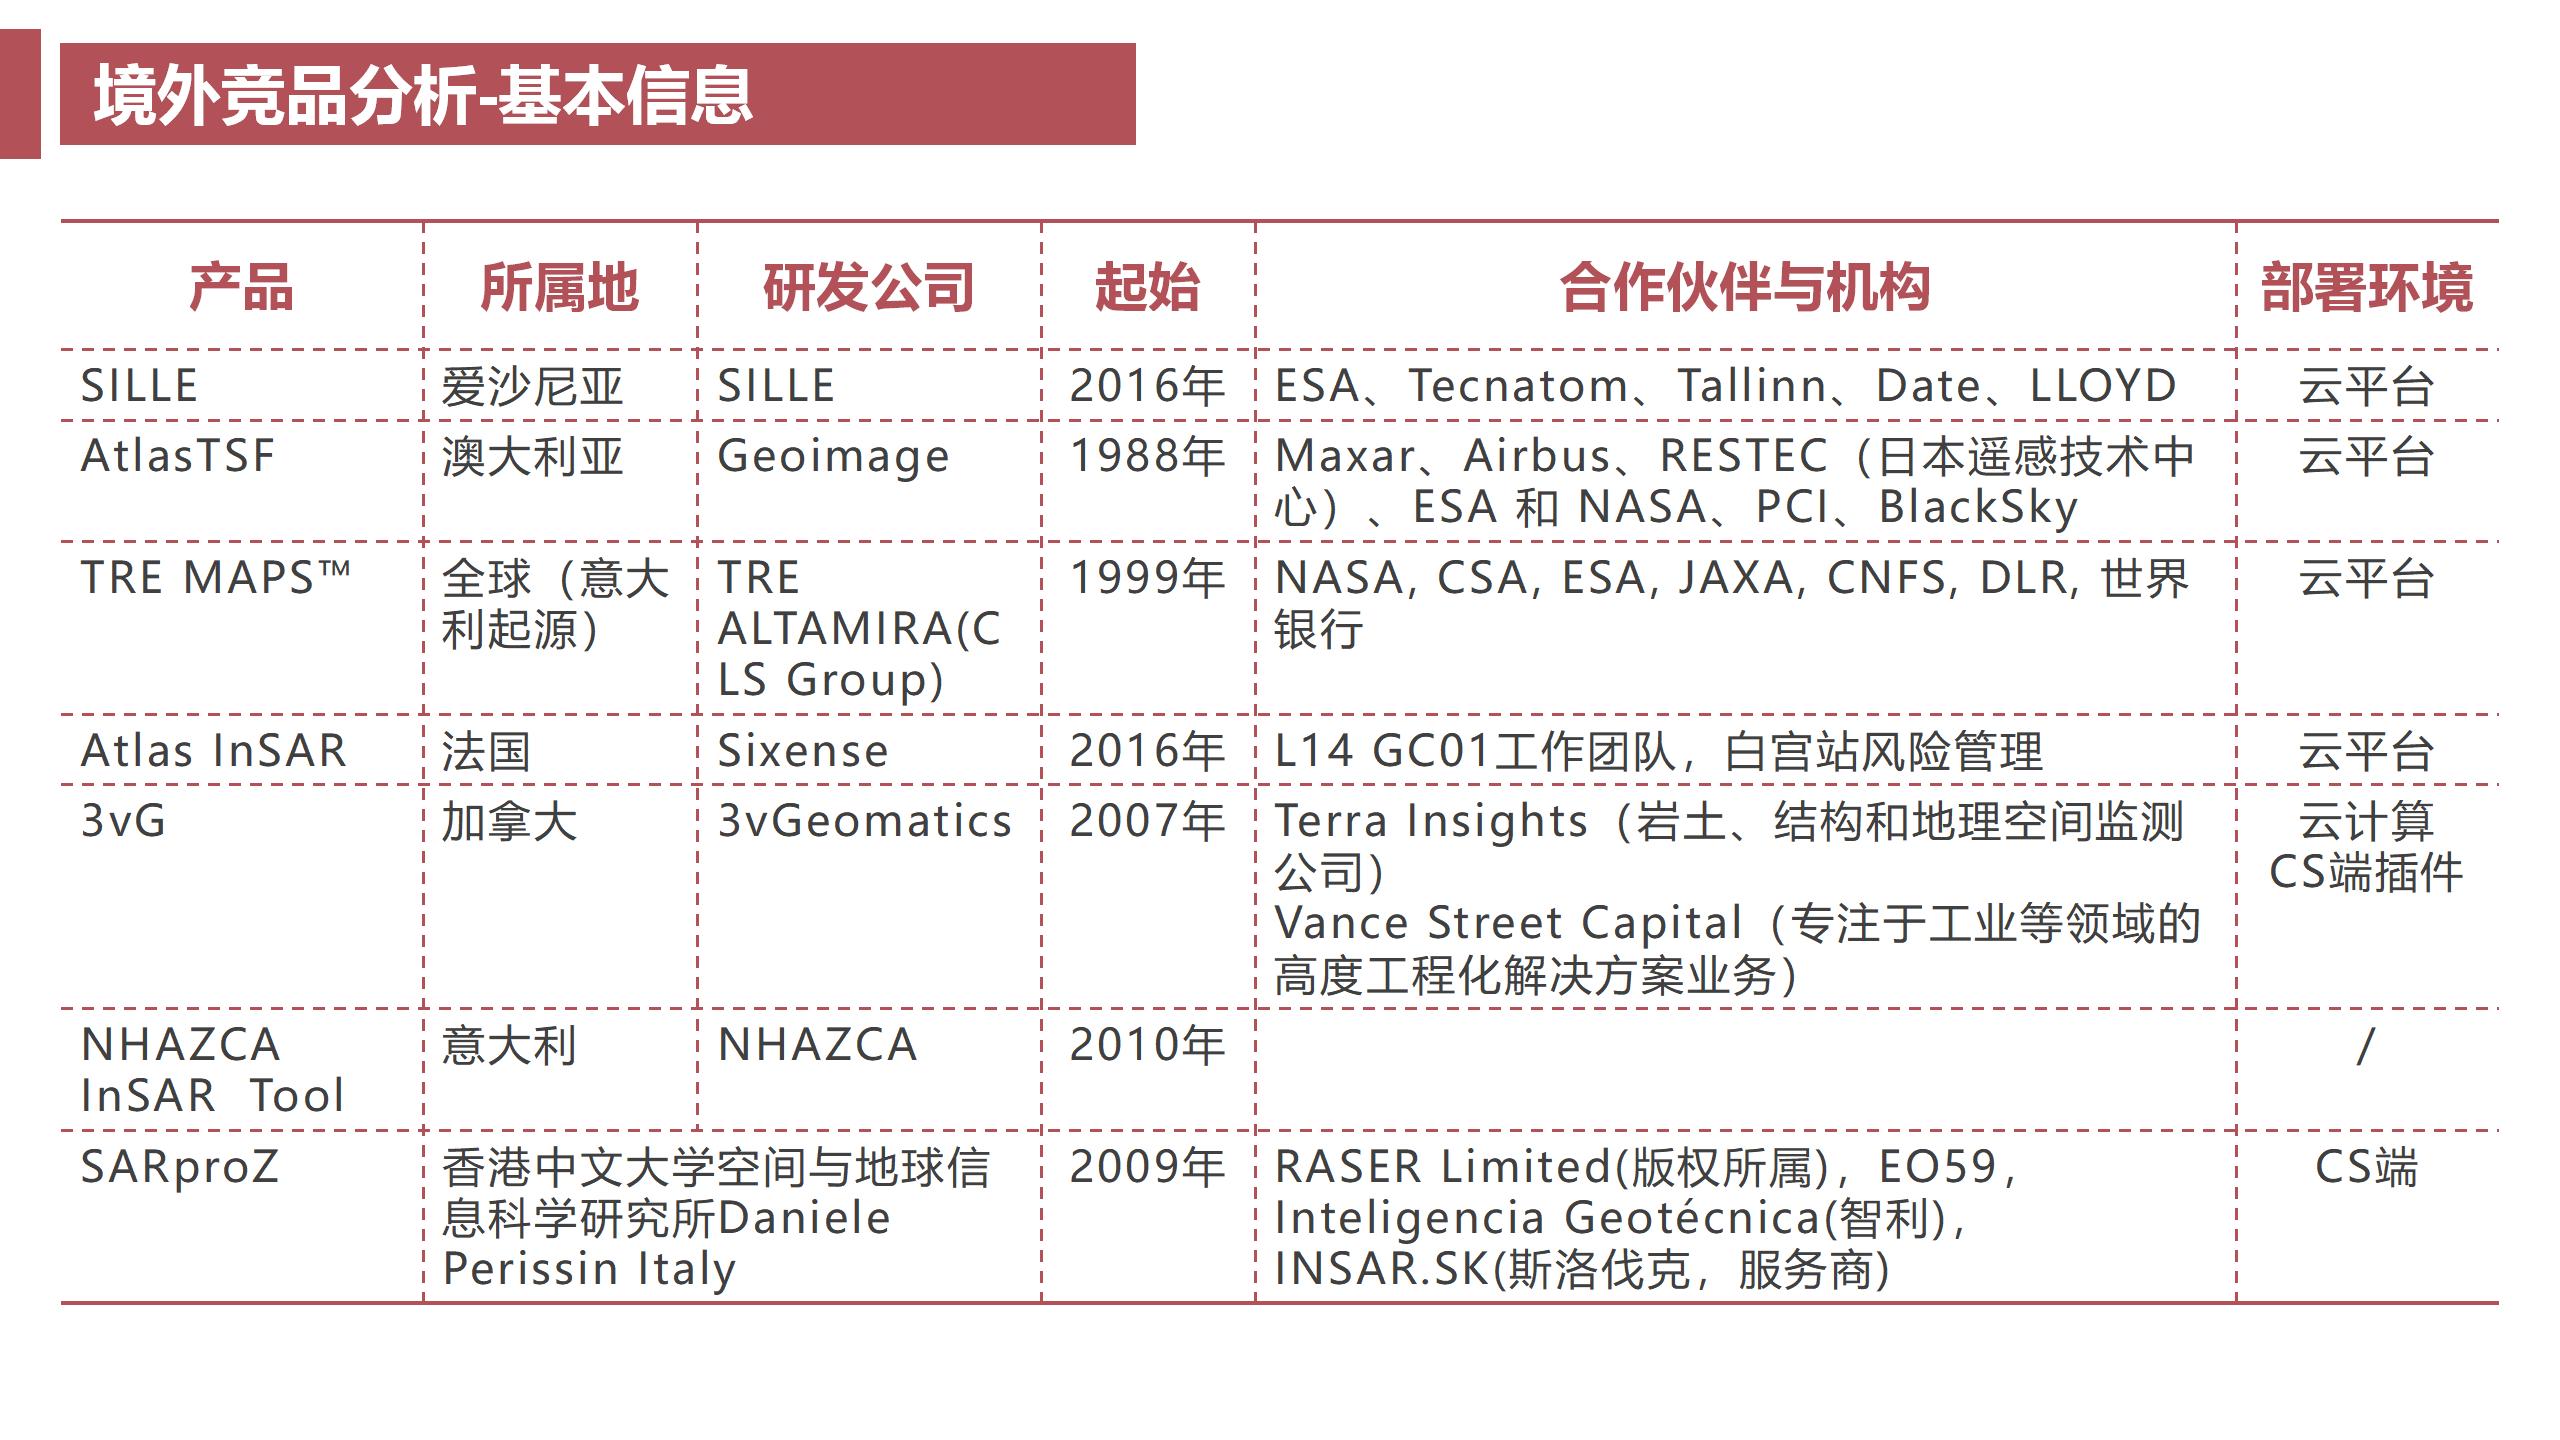 境外竞品分析-基本信息
产品 所属地 研发公司 起始 合作伙伴与机构 部署环境
SILLE 爱沙尼亚 SILLE 2016年 ESA、Tecnatom、Tallinn、Date、LLOYD 云平台
AtlasTSF 澳大利亚 Geoimage 1988年 Maxar、Airbus、RESTEC（日本遥感技术中 云平台
心）、ESA 和 NASA、PCI、BlackSky
TRE MAPS™ 全球（意大 TRE 1999年 NASA, CSA, ESA, JAXA, CNFS, DLR, 世界 云平台
利起源） ALTAMIRA(C 银行
LS Group)
Atlas InSAR 法国 Sixense 2016年 L14 GC01工作团队，白宫站风险管理 云平台
3vG 加拿大 3vGeomatics 2007年 Terra Insights（岩土、结构和地理空间监测 云计算
公司） CS端插件
Vance Street Capital（专注于工业等领域的
高度工程化解决方案业务）
NHAZCA 意大利 NHAZCA 2010年 /
InSAR Tool
SARproZ 香港中文大学空间与地球信 2009年 RASER Limited(版权所属)，EO59， CS端
息科学研究所Daniele Inteligencia Geotécnica(智利)，
Perissin Italy INSAR.SK(斯洛伐克，服务商)